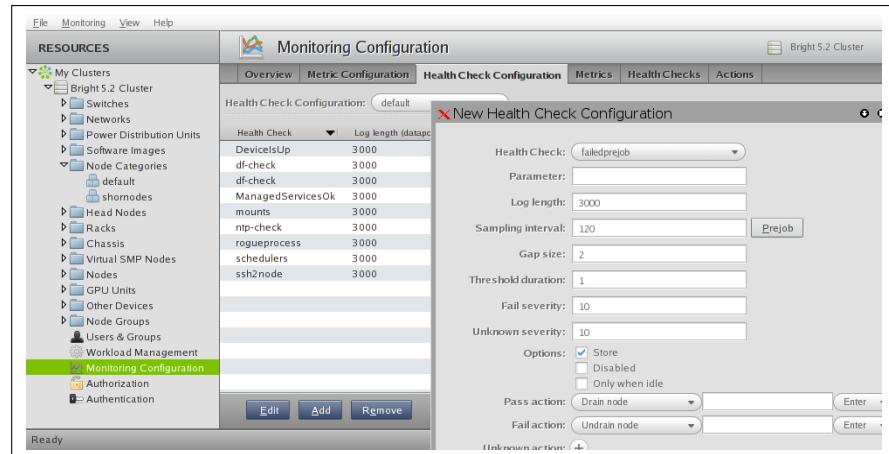 File Monitoring View Help
RESOURCES
My Clusters
Bright 5.2 Cluster
Switches
Networks
Power Distribution Units
Software Images
Node Categories
default
shornodes
Head Nodes
Racks
Chassis
Virtual SMP Nodes
Nodes
GPU Units
Other Devices
Node Groups
Users & Groups
Workload Management
Monitoring Configuration
Authorization
Authentication
Ready
Monitoring Configuration
Bright 5.2 Cluster
Overview Metric Configuration Health Check Configuration Metrics Health Checks Actions
Health Check Configuration: default
Health Check Log length (datapo
DeviceIsUp 3000
df-check 3000
df-check 3000
ManagedServicesOk 3000
mounts 3000
ntp-check 3000
rogueprocess 3000
schedulers 3000
ssh2node 3000
Edit Add Remove
New Health Check Configuration
Health Check: failedprejob
Parameter:
Log length: 3000
Sampling interval: 120 Prejob
Gap size: 2
Threshold duration: 1
Fail severity: 10
Unknown severity: 10
Options: Store
Disabled
Only when idle
Pass action: Drain node Enter
Fail action: Undrain node Enter
Unknown action: